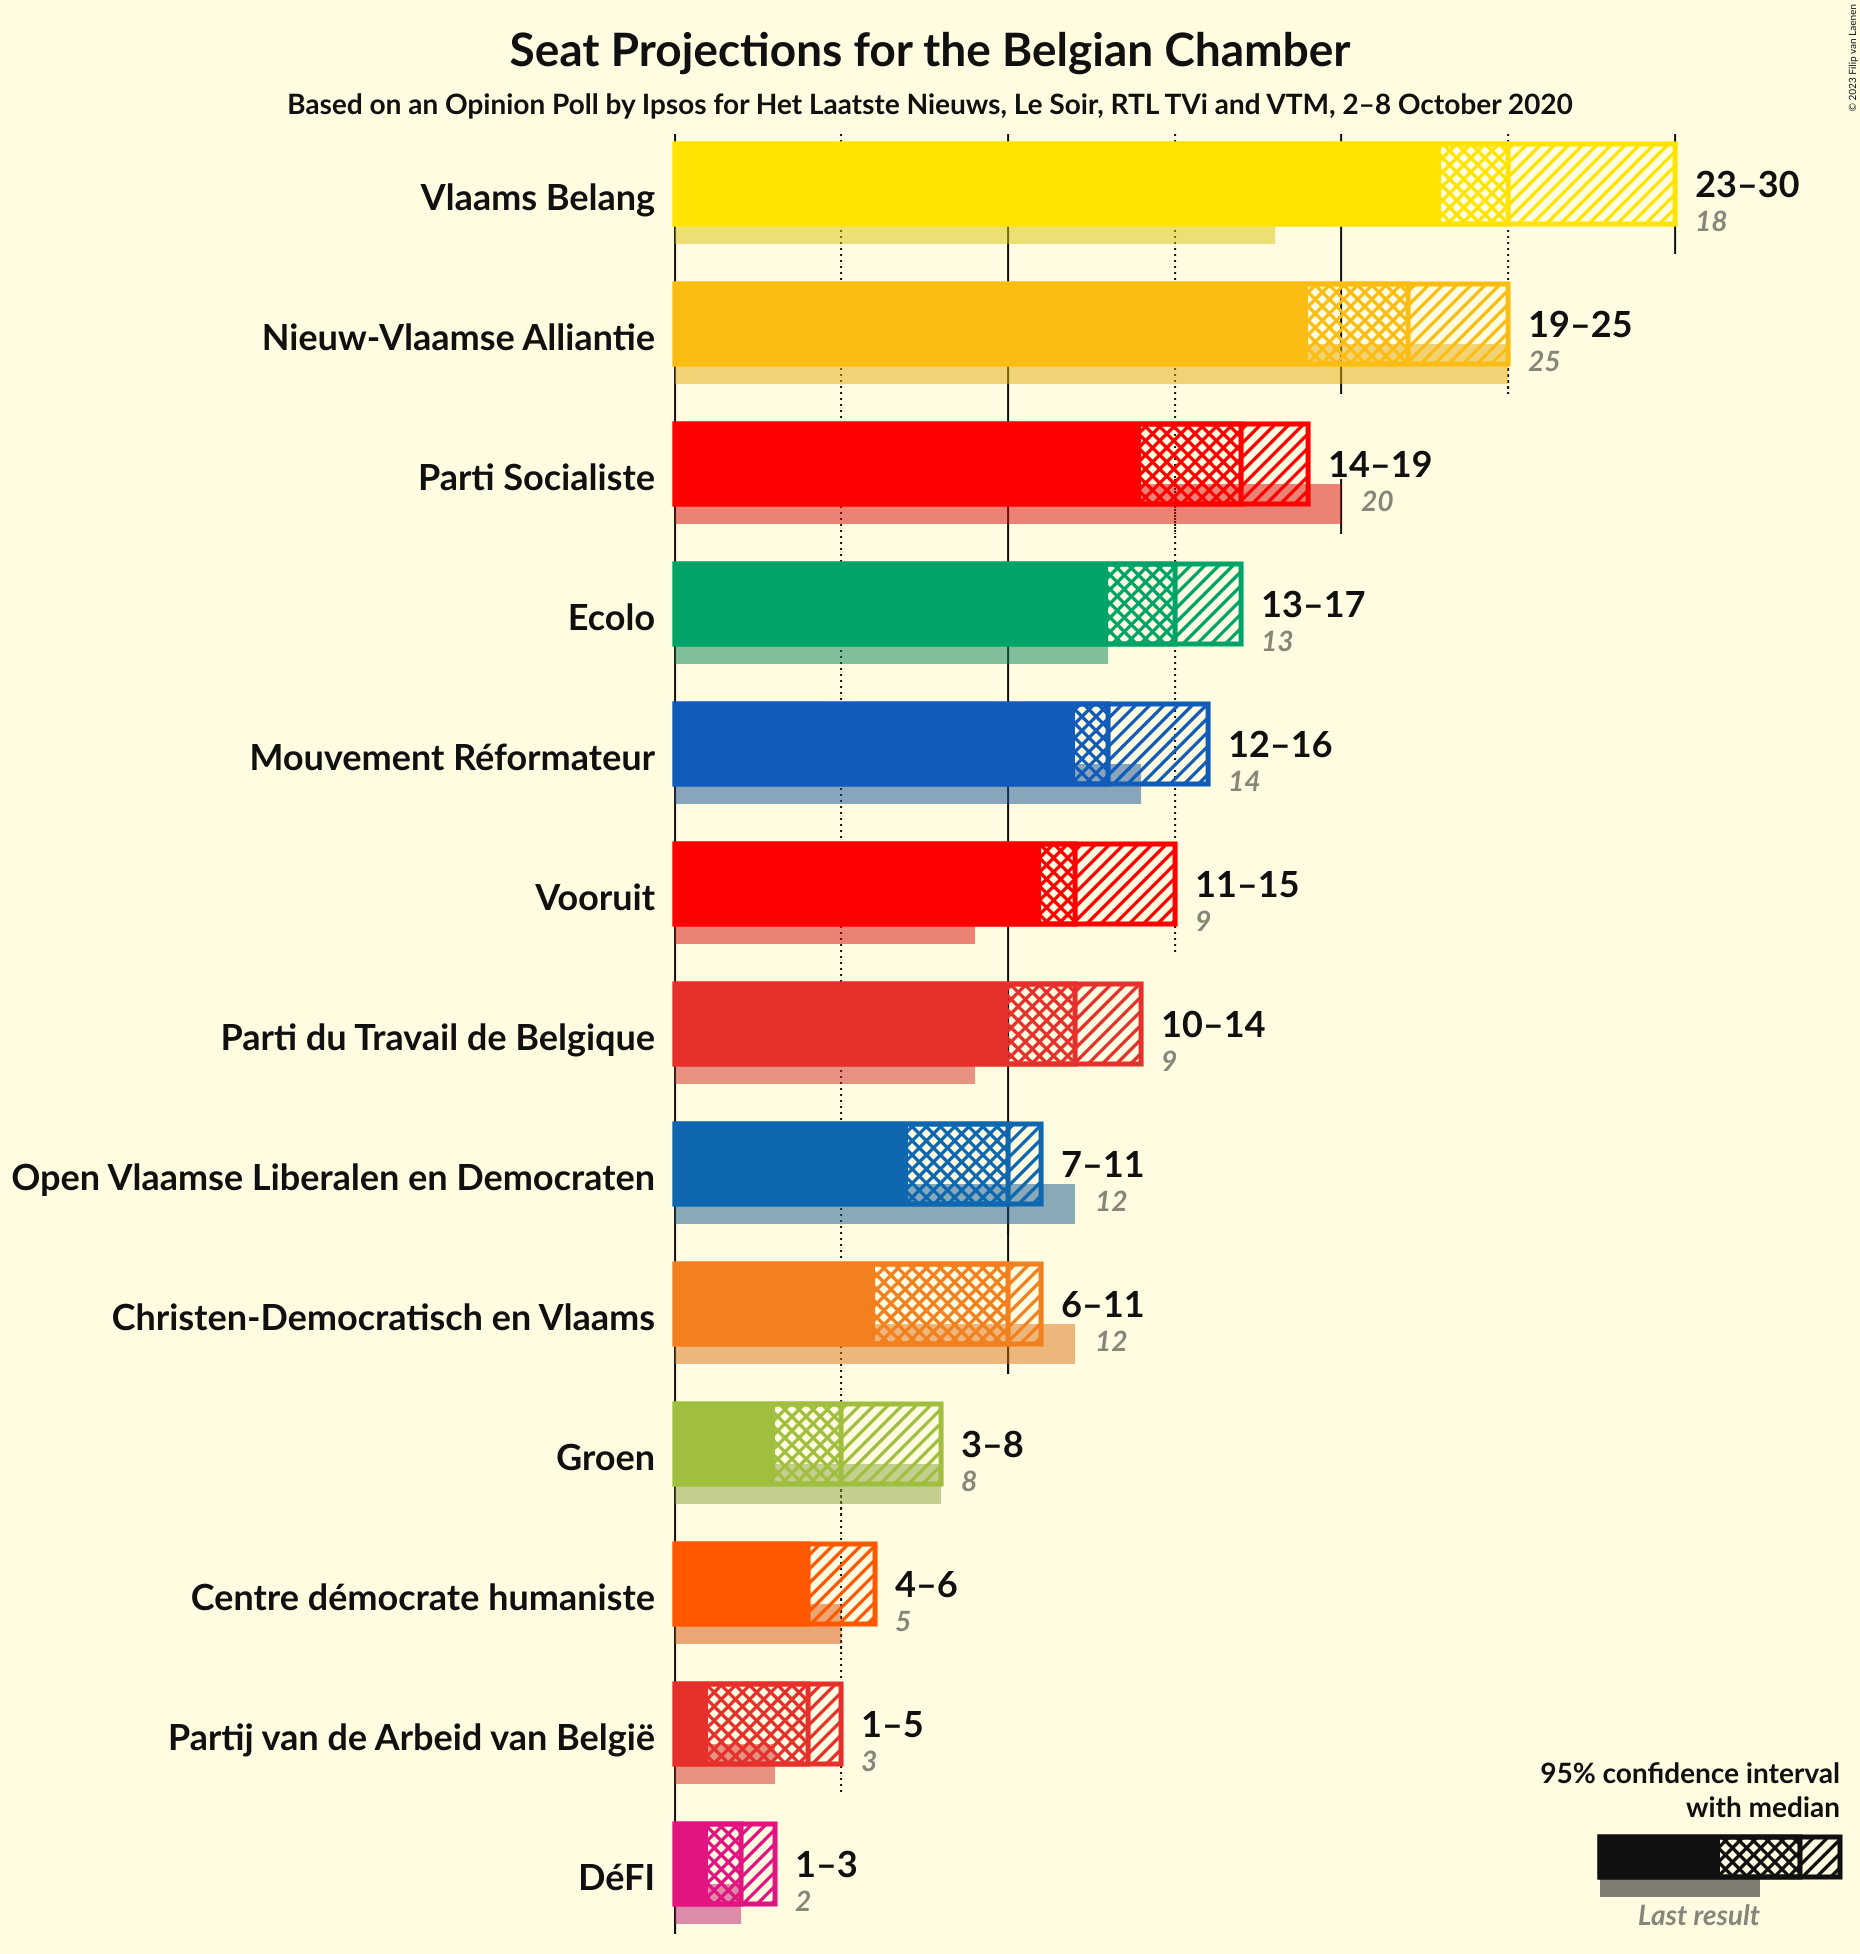 Seat Projections for the Belgian Chamber
Based on an Opinion Poll by Ipsos for Het Laatste Nieuws, Le Soir, RTL TVi and VTM, 2–8 October 2020
© 2023 Filip van Laenen
Vlaams Belang
23–30
18
Nieuw-Vlaamse Alliantie
19–25
25
Parti Socialiste
14–19
20
Ecolo
13–17
13
Mouvement Réformateur
12–16
14
Vooruit
11–15
9
Parti du Travail de Belgique
10–14
9
Open Vlaamse Liberalen en Democraten
7–11
12
Christen-Democratisch en Vlaams
6–11
12
Groen
3–8
8
Centre démocrate humaniste
4–6
5
Partij van de Arbeid van België
1–5
3
DéFI
1–3
2
95% confidence interval
with median
Last result